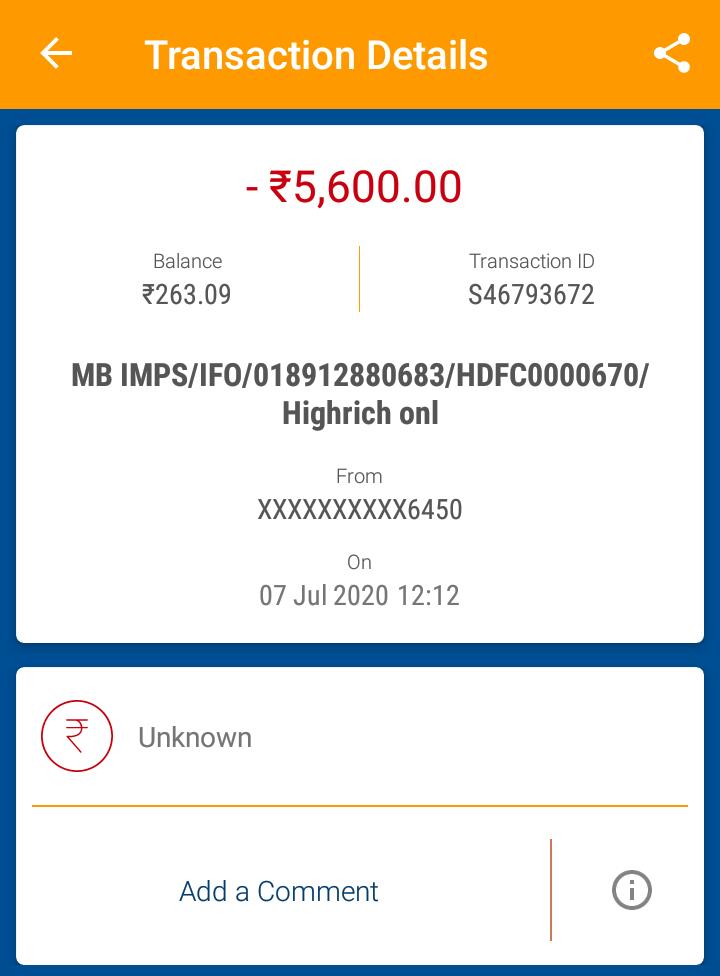 Transaction Details
- ₹5,600.00
Balance
₹263.09
Transaction ID
S46793672
MB IMPS/IFO/018912880683/HDFC0000670/
Highrich onl
From
XXXXXXXXXX6450
On
07 Jul 2020 12:12
₹ Unknown
Add a Comment